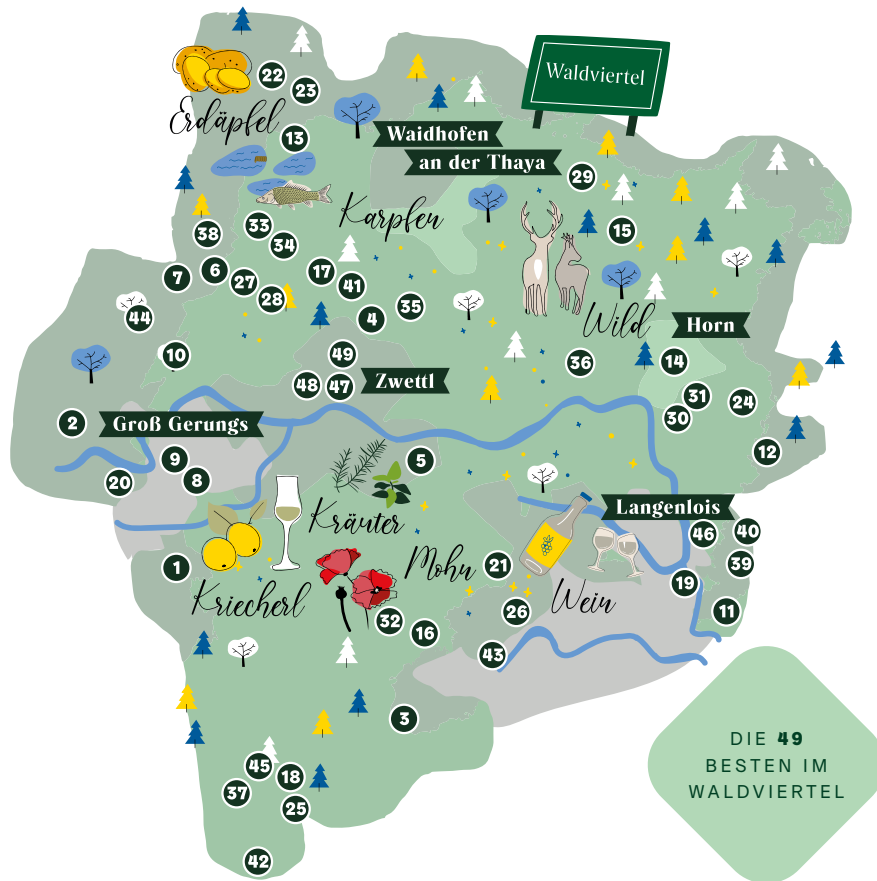 Waldviertel
22
23
Erdäpfel
13
Waidhofen
an der Thaya
29
Karpfen
38
33
34
15
7
6
27
28
17
41
44
4
35
Wild
Horn
10
49
36
14
48
47
Zwettl
31
24
30
2
Groß Gerungs
12
9
8
20
5
Kräuter
Langenlois
46
40
1
Kriecherl
Mohn
21
39
Wein
19
26
11
32
16
43
3
DIE 49
BESTEN IM
WALDVIERTEL
45
18
37
25
42